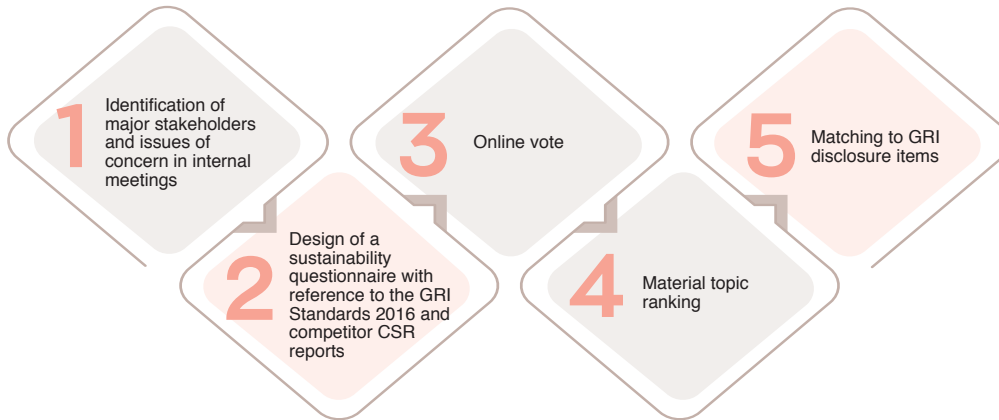 1
Identification of
major stakeholders
and issues of
concern in internal
meetings
2
Design of a
sustainability
questionnaire with
reference to the GRI
Standards 2016 and
competitor CSR
reports
3
Online vote
4
Material topic
ranking
5
Matching to GRI
disclosure items